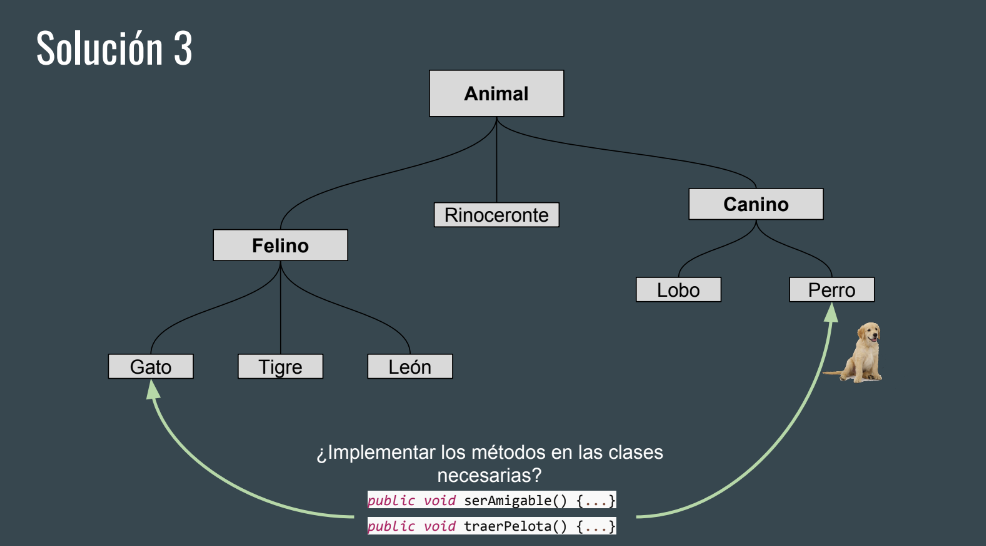 Solución 3
Animal
Rinoceronte
Canino
Felino
Lobo
Perro
Gato
Tigre
León
¿Implementar los métodos en las clases
necesarias?
public void serAmigable() {...}
public void traerPelota() {...}